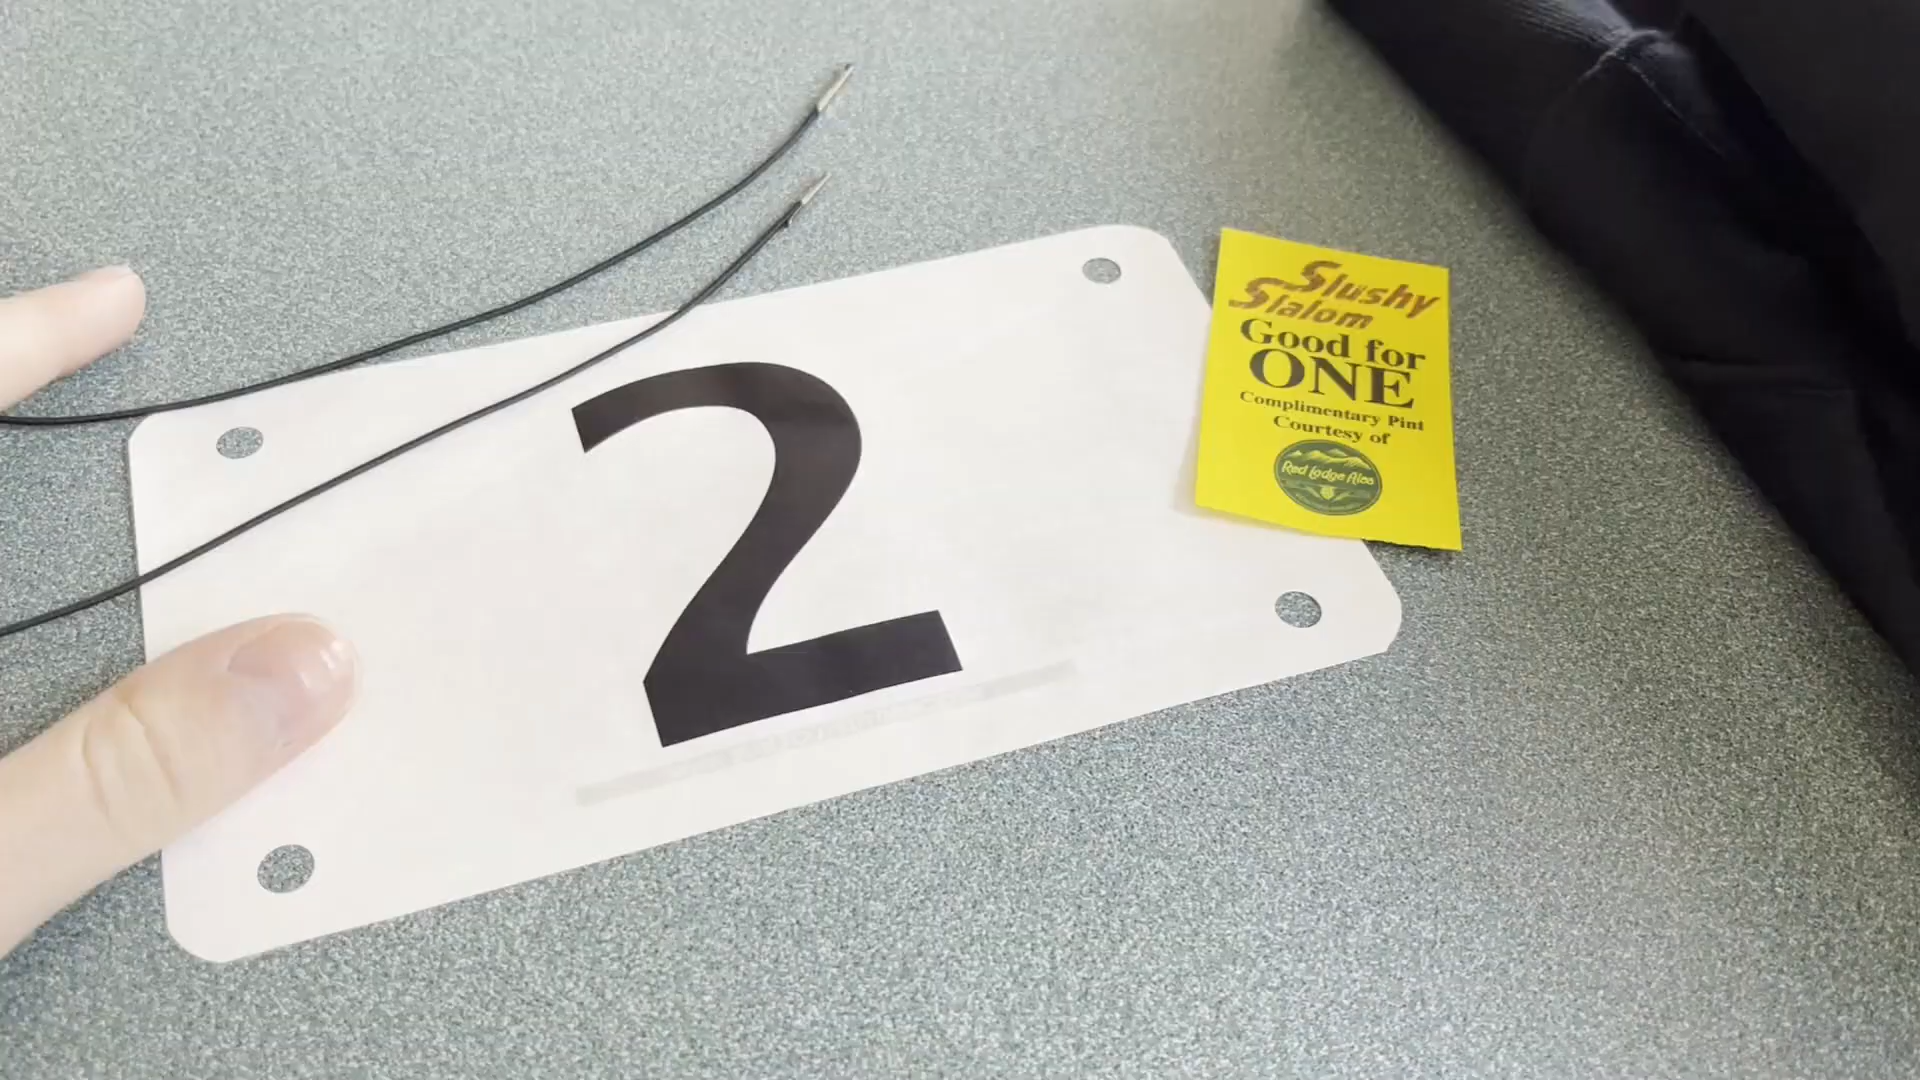 2
Slushy
Slalom
Good for
ONE
Complimentary Pint
Courtesy of
Red Lodge Ales